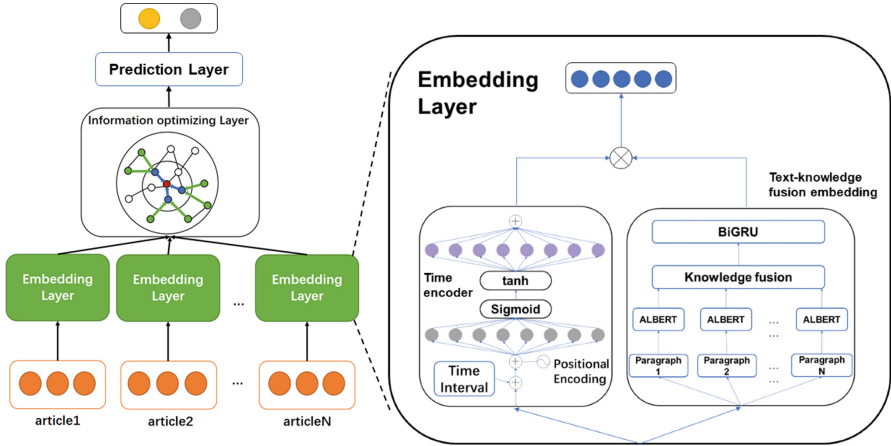 Prediction Layer
Information optimizing Layer
Embedding
Layer
Embedding
Layer
...
Embedding
Layer
...
article1
article2
articleN
Embedding
Layer
Text-knowledge
fusion embedding
Time
encoder
tanh
Sigmoid
Time
Interval
Positional
Encoding
BiGRU
Knowledge fusion
ALBERT
ALBERT
...
...
ALBERT
Paragraph
1
Paragraph
2
...
...
Paragraph
N